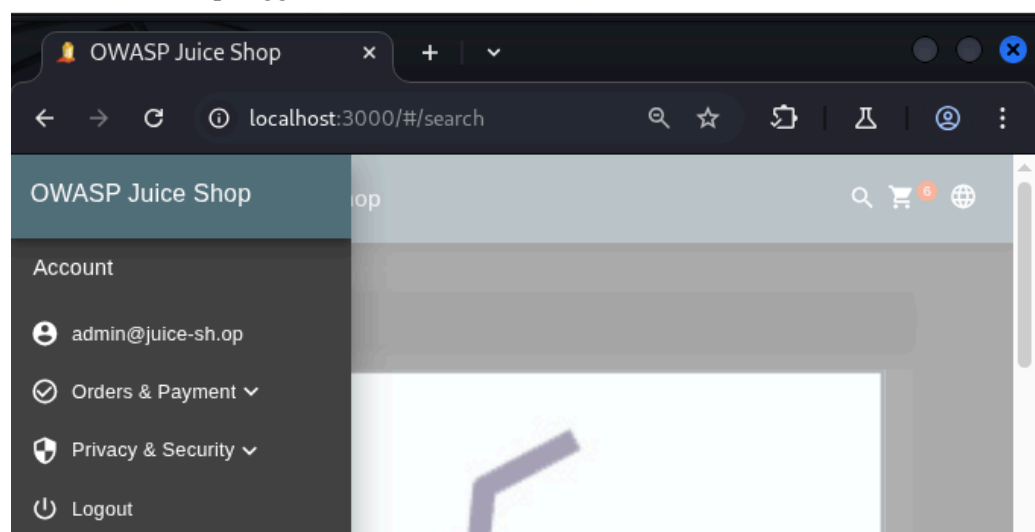 OWASP Juice Shop
localhost:3000/#/search
OWASP Juice Shop
op
6
Account
admin@juice-sh.op
Orders & Payment
Privacy & Security
Logout